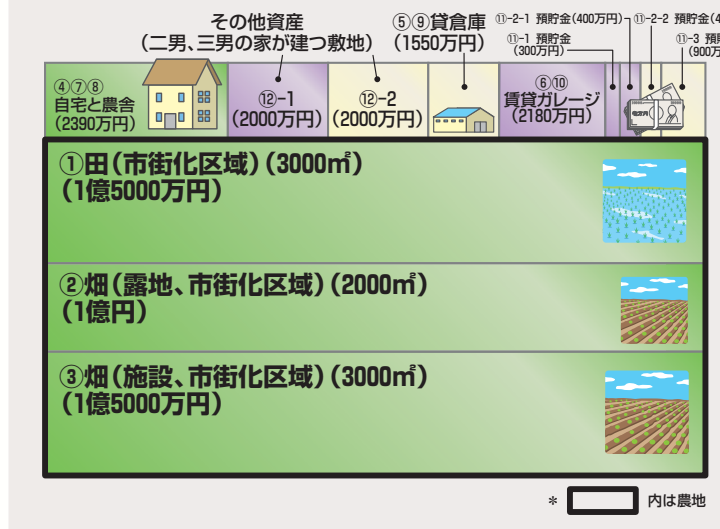 その他資産
(二男、三男の家が建つ敷地)
⑤⑨貸倉庫
(1550万円)
⑪-2-1 預貯金(400万円)
⑪-2-2 預貯金(4
⑪-1 預貯金
(300万円)
⑪-3 預
(900万
④⑦⑧
自宅と農舎
(2390万円)
⑫-1
(2000万円)
⑫-2
(2000万円)
⑥⑩
賃貸ガレージ
(2180万円)
①田(市街化区域)(3000㎡)
(1億5000万円)
②畑(露地、市街化区域)(2000㎡)
(1億円)
③畑(施設、市街化区域)(3000㎡)
(1億5000万円)
* 内は農地